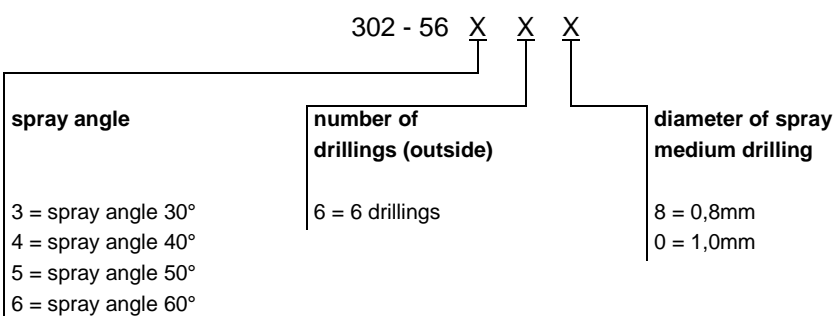 302 - 56 X X X
spray angle
3 = spray angle 30°
4 = spray angle 40°
5 = spray angle 50°
6 = spray angle 60°
number of
drillings (outside)
6 = 6 drillings
diameter of spray
medium drilling
8 = 0,8mm
0 = 1,0mm